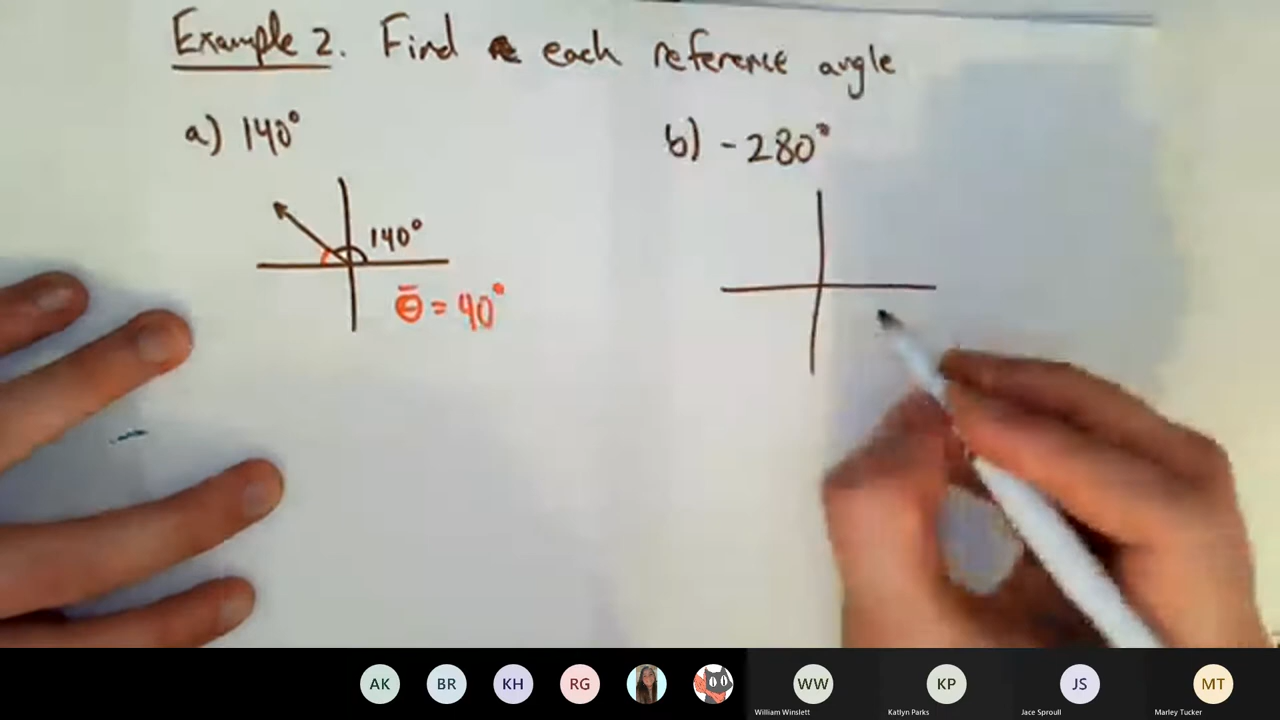 Example 2. Find each reference angle
a) 140°
b) -280°
140°
θ̄ = 40°
AK BR KH RG WW KP JS MT
William Winslett Katlyn Parks Jace Sproull Marley Tucker